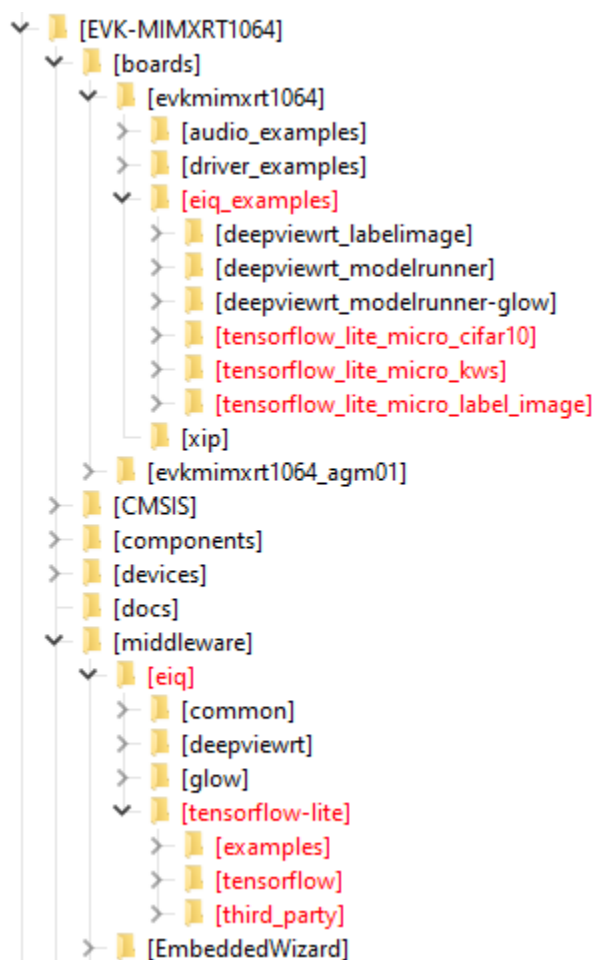 [EVK-MIMXRT1064]
[boards]
[evkmimxrt1064]
[audio_examples]
[driver_examples]
[eiq_examples]
[deepviewrt_labelimage]
[deepviewrt_modelrunner]
[deepviewrt_modelrunner-glow]
[tensorflow_lite_micro_cifar10]
[tensorflow_lite_micro_kws]
[tensorflow_lite_micro_label_image]
[xip]
[evkmimxrt1064_agm01]
[CMSIS]
[components]
[devices]
[docs]
[middleware]
[eiq]
[common]
[deepviewrt]
[glow]
[tensorflow-lite]
[examples]
[tensorflow]
[third_party]
[EmbeddedWizard]